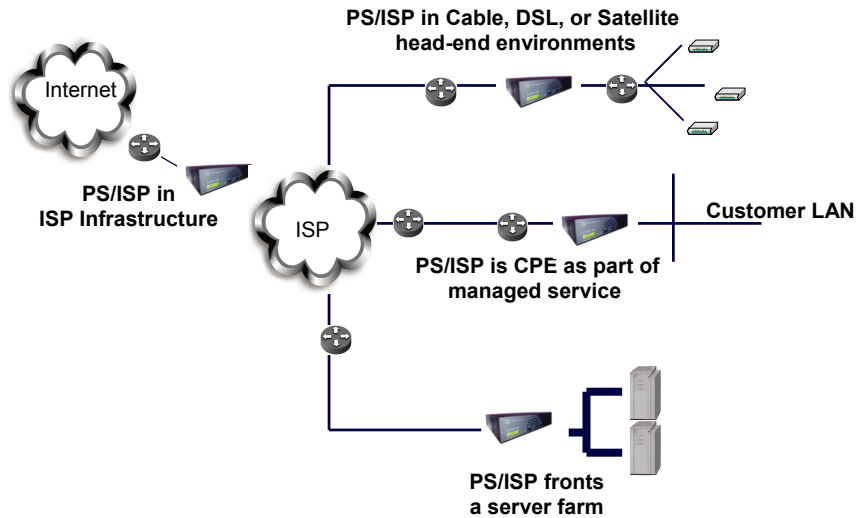 PS/ISP in Cable, DSL, or Satellite
head-end environments
Internet
PS/ISP in
ISP Infrastructure
ISP
Customer LAN
PS/ISP is CPE as part of
managed service
PS/ISP fronts
a server farm